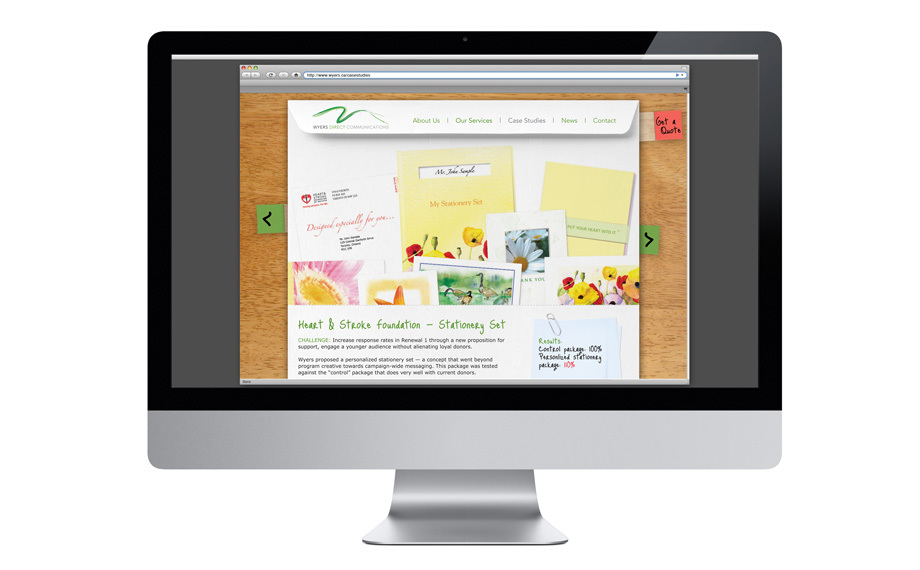 http://www.wyers.ca/casestudies
WYERS DIRECT COMMUNICATIONS
About Us | Our Services | Case Studies | News | Contact
Get a
Quote
Mr. John Sample
My Stationery Set
HEART &
STROKE
FOUNDATION
Designed especially for you...
PUT YOUR HEART INTO IT
Heart & Stroke Foundation – Stationery Set
CHALLENGE: Increase response rates in Renewal 1 through a new proposition for
support, engage a younger audience without alienating loyal donors.
Wyers proposed a personalized stationery set — a concept that went beyond
program creative towards campaign-wide messaging. This package was tested
against the "control" package that does very well with current donors.
Results:
Control package: 100%
Personlized stationery
package: 110%